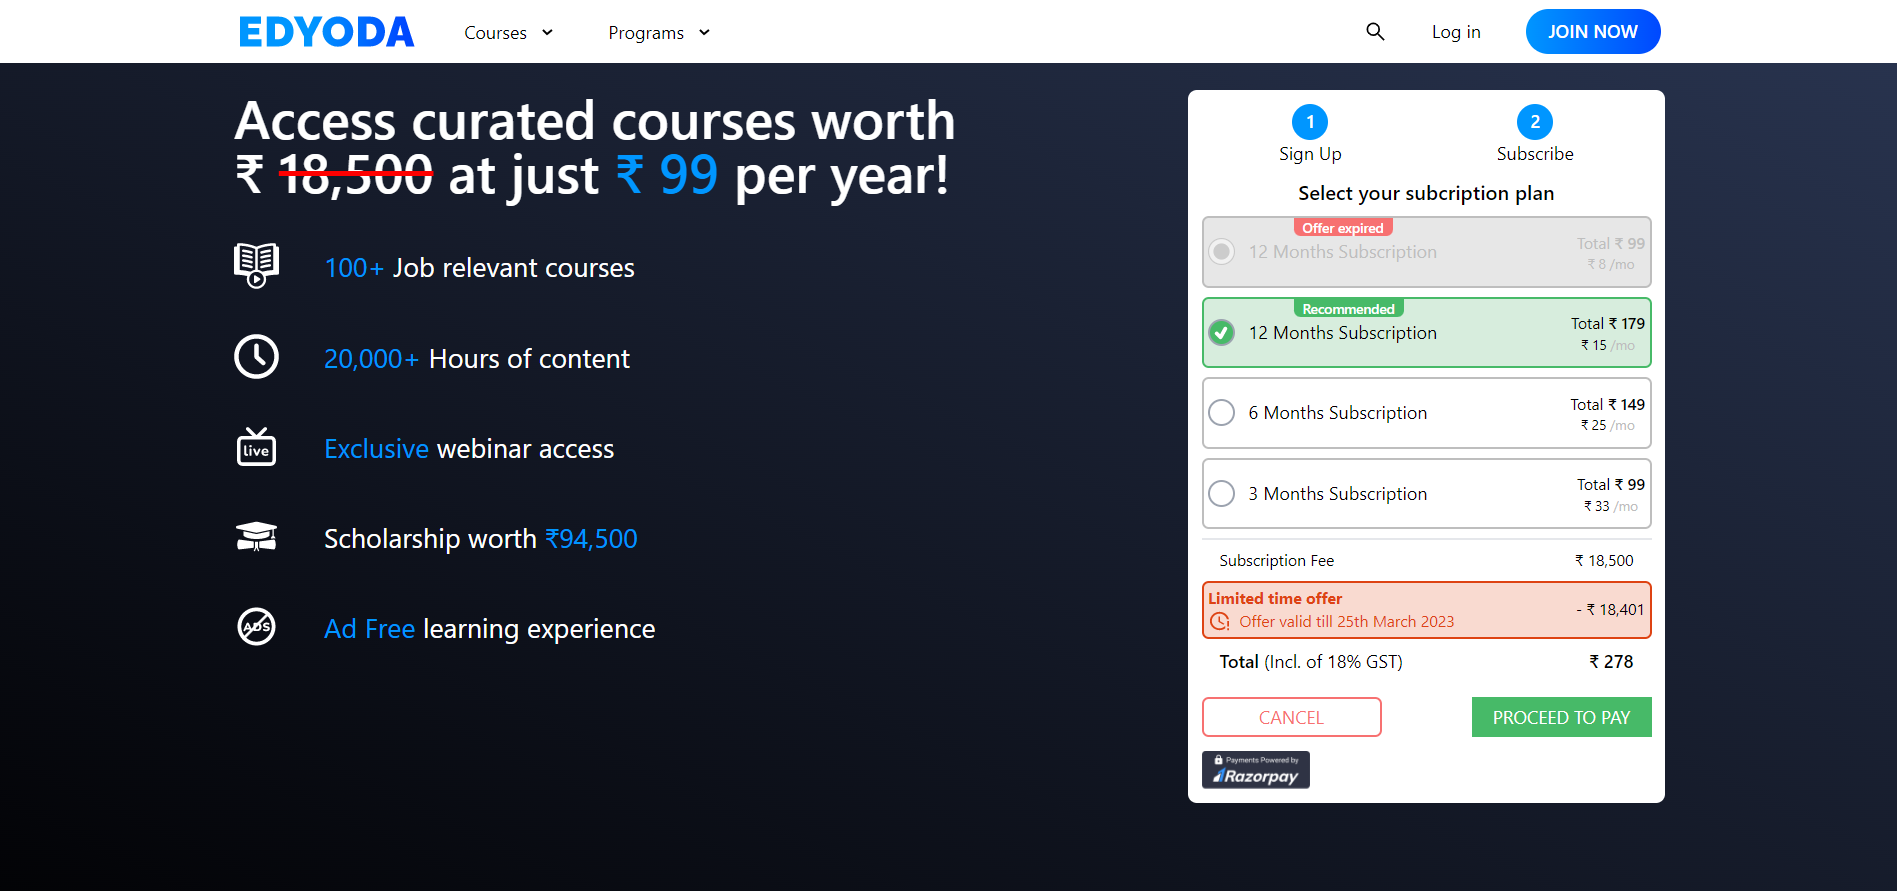 EDYODA
Courses
Programs
Log in
JOIN NOW
Access curated courses worth
₹ 18,500 at just ₹ 99 per year!
100+ Job relevant courses
20,000+ Hours of content
live
Exclusive webinar access
Scholarship worth ₹94,500
ADS
Ad Free learning experience
1
2
Sign Up
Subscribe
Select your subcription plan
Offer expired
12 Months Subscription
Total ₹ 99
₹ 8 /mo
Recommended
12 Months Subscription
Total ₹ 179
₹ 15 /mo
6 Months Subscription
Total ₹ 149
₹ 25 /mo
3 Months Subscription
Total ₹ 99
₹ 33 /mo
Subscription Fee
₹ 18,500
Limited time offer
Offer valid till 25th March 2023
- ₹ 18,401
Total (Incl. of 18% GST)
₹ 278
CANCEL
PROCEED TO PAY
Payments Powered by
Razorpay